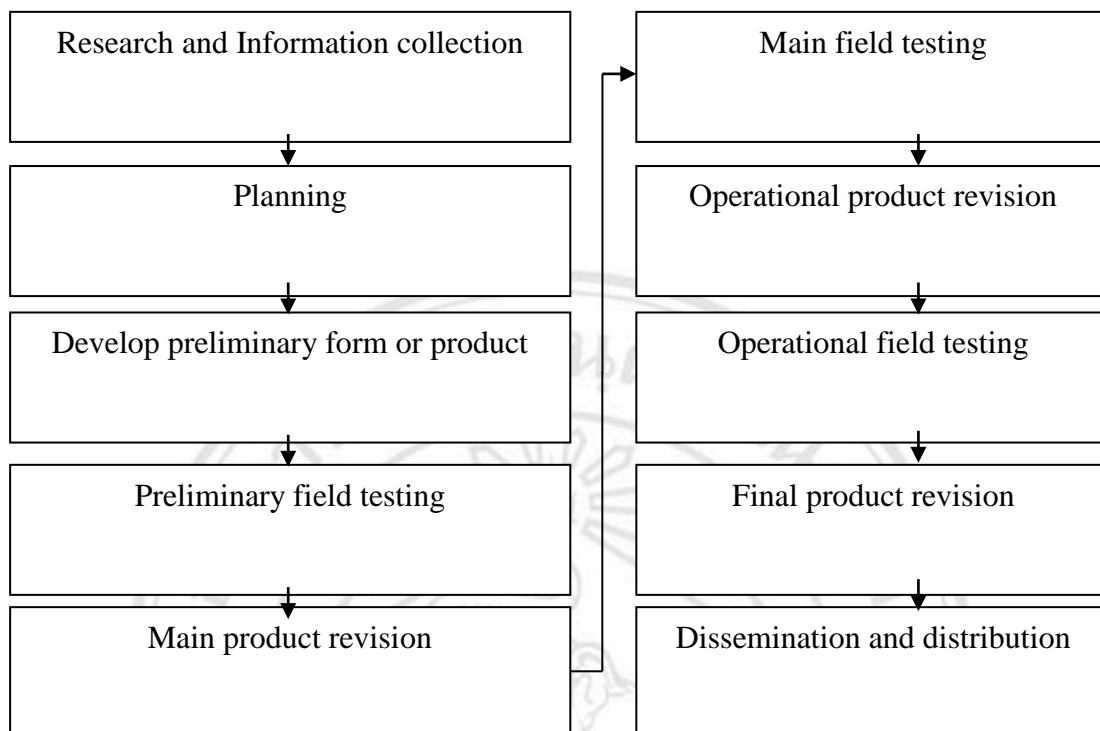 Research and Information collection
Planning
Develop preliminary form or product
Preliminary field testing
Main product revision
Main field testing
Operational product revision
Operational field testing
Final product revision
Dissemination and distribution